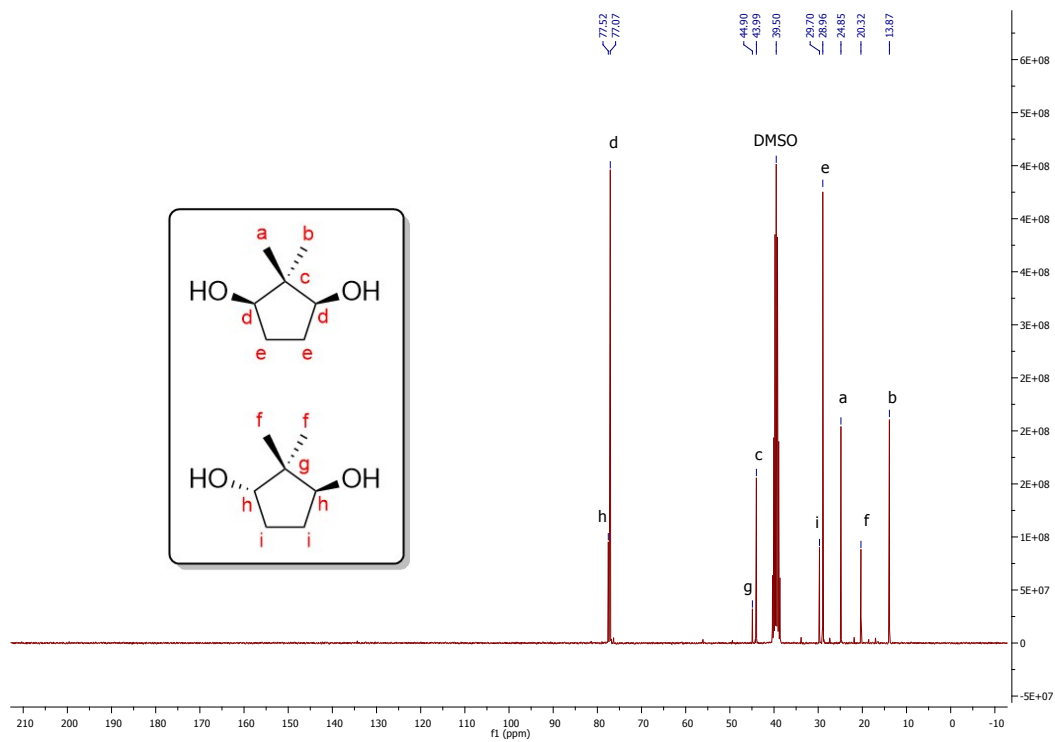 77.52
77.07
44.90
43.99
39.50
29.70
28.96
24.85
20.32
13.87
6E+08
5E+08
4E+08
4E+08
4E+08
3E+08
2E+08
2E+08
2E+08
1E+08
5E+07
0
-5E+07
d
DMSO
e
a
b
c
h
i
f
g
a
b
c
HO
OH
d
d
e
e
f
f
g
HO
OH
h
h
i
i
210 200 190 180 170 160 150 140 130 120 110 100 90 80 70 60 50 40 30 20 10 0 -10
f1 (ppm)